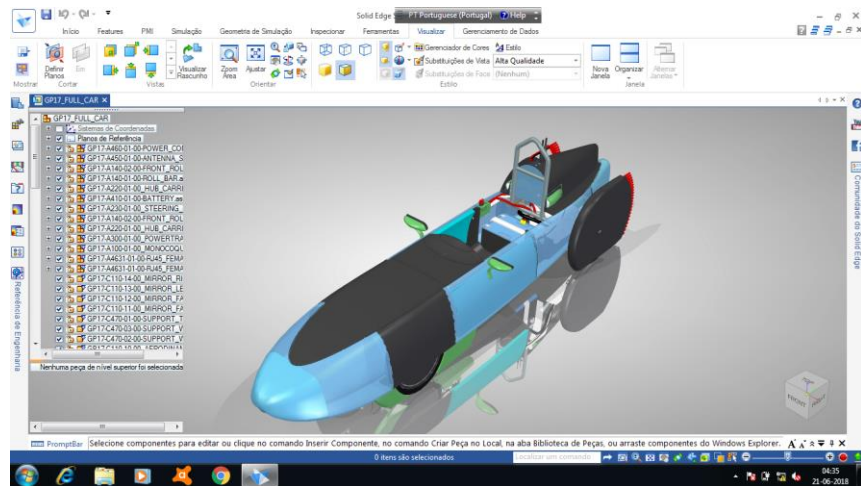 Solid Edge
PT Portuguese (Portugal) Help
Início Features PMI Simulação Geometria de Simulação Inspecionar Ferramentas Visualizar Gerenciamento de Dados
Mostrar
Definir Planos
Cortar
Vistas
Visualizar Rascunho
Zoom Área
Ajustar
Orientar
Gerenciador de Cores Estilo
Substituições de Vista Alta Qualidade
Substituições de Face (Nenhum)
Estilo
Nova Janela
Organizar
Alternar Janelas
Janela
GP17_FULL_CAR
GP17_FULL_CAR
Sistemas de Coordenadas
Planos de Referência
GP17-A460-01-00-POWER_CO
GP17-A450-01-00-ANTENNA_S
GP17-A140-02-00-FRONT_ROL
GP17-A140-01-00-ROLL_BAR.a
GP17-A220-01-00_HUB_CARRI
GP17-A410-01-00-BATTERY.as
GP17-A230-01-00_STEERING_
GP17-A140-02-00-FRONT_ROL
GP17-A220-01-00_HUB_CARRI
GP17-A300-01-00_POWERTRA
GP17-A100-01-00_MONOCOQU
GP17-A4631-01-00-RJ45_FEMA
GP17-A4631-01-00-RJ45_FEMA
GP17-C110-14-00_MIRROR_RI
GP17-C110-13-00_MIRROR_LE
GP17-C110-12-00_MIRROR_FA
GP17-C110-11-00_MIRROR_FA
GP17-C470-01-00-SUPPORT_T
GP17-C470-03-00-SUPPORT_V
GP17-C470-02-00-SUPPORT_V
Nenhuma peça de nível superior foi selecionada
Referência de Engenharia
Comunidade do Solid Edge
FRONT
PromptBar Selecione componentes para editar ou clique no comando Inserir Componente, no comando Criar Peça no Local, na aba Biblioteca de Peças, ou arraste componentes do Windows Explorer.
0 itens são selecionados
Localizar um comando
04:35
21-06-2018